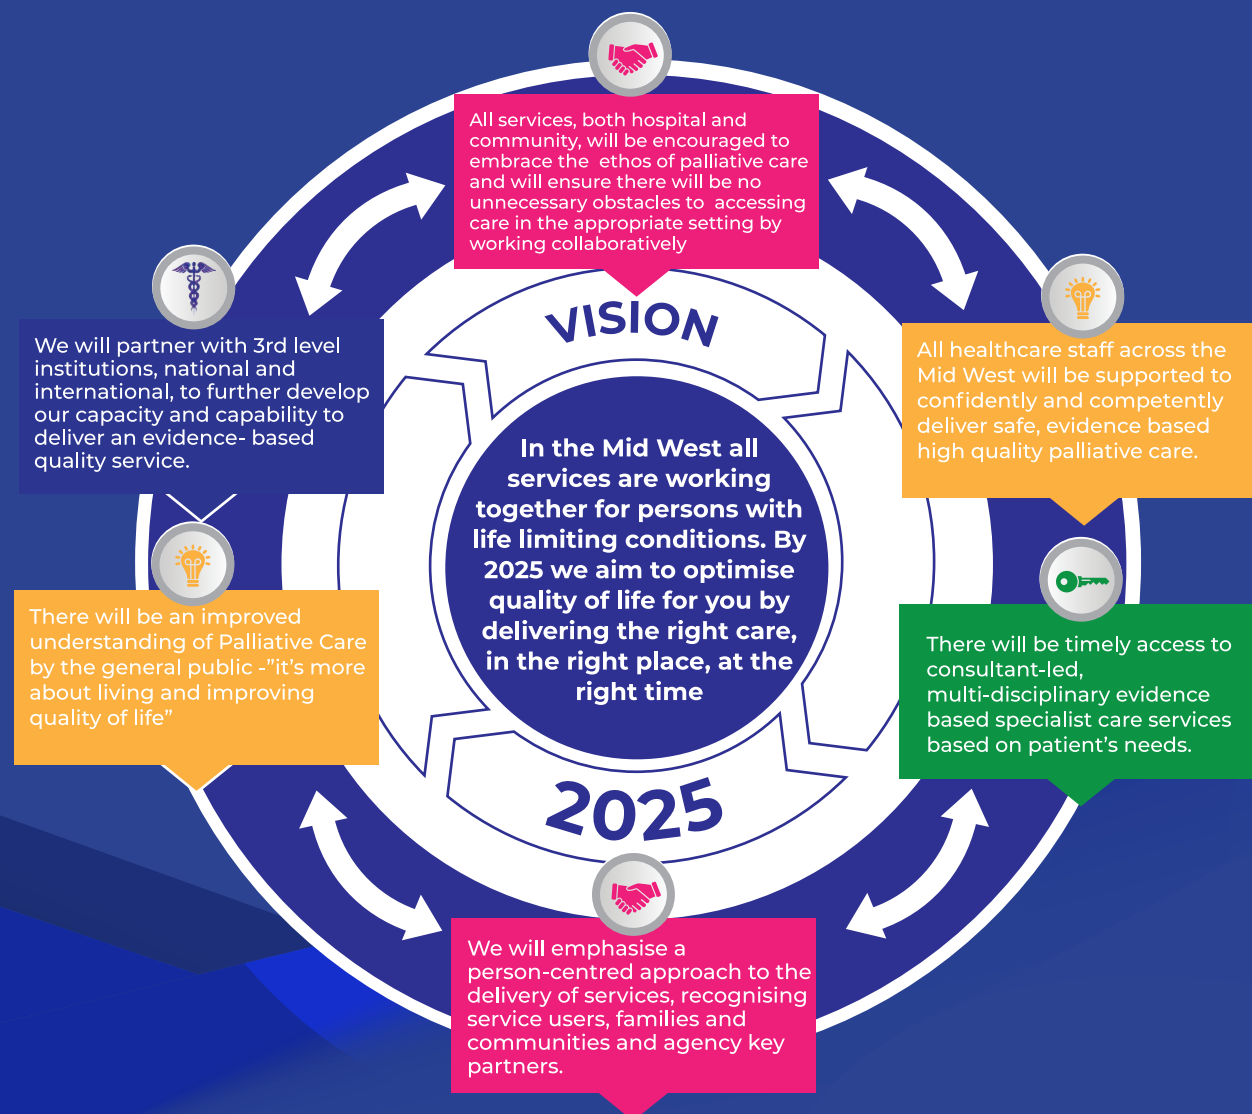 All services, both hospital and
community, will be encouraged to
embrace the ethos of palliative care
and will ensure there will be no
unnecessary obstacles to accessing
care in the appropriate setting by
working collaboratively
We will partner with 3rd level
institutions, national and
international, to further develop
our capacity and capability to
deliver an evidence- based
quality service.
VISION
All healthcare staff across the
Mid West will be supported to
confidently and competently
deliver safe, evidence based
high quality palliative care.
In the Mid West all
services are working
together for persons with
life limiting conditions. By
2025 we aim to optimise
quality of life for you by
delivering the right care,
in the right place, at the
right time
There will be an improved
understanding of Palliative Care
by the general public -”it’s more
about living and improving
quality of life”
There will be timely access to
consultant-led,
multi-disciplinary evidence
based specialist care services
based on patient’s needs.
2025
We will emphasise a
person-centred approach to the
delivery of services, recognising
service users, families and
communities and agency key
partners.